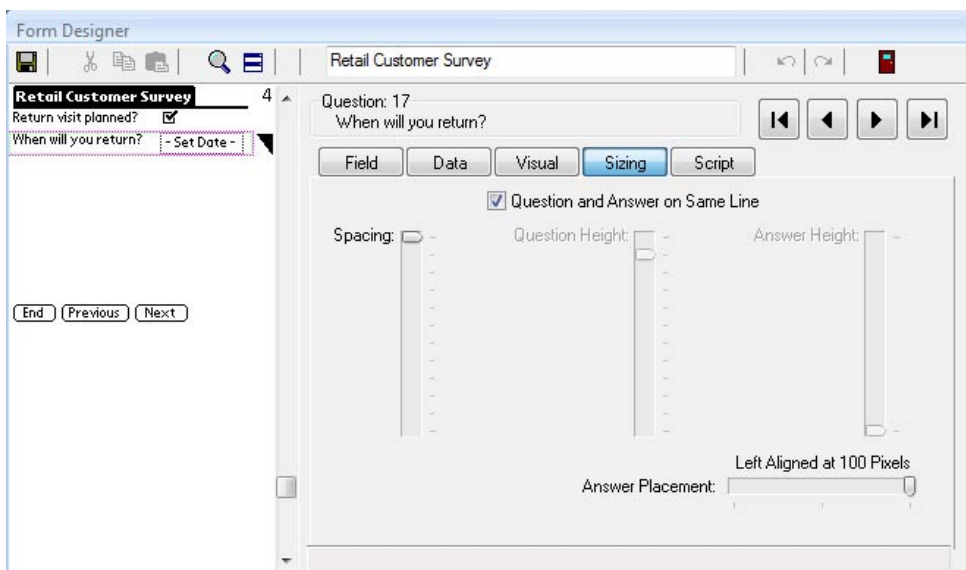 Form Designer
Retail Customer Survey
Retail Customer Survey 4
Return visit planned?
When will you return? - Set Date -
End Previous Next
Question: 17
When will you return?
Field Data Visual Sizing Script
Question and Answer on Same Line
Spacing: Question Height: Answer Height:
Left Aligned at 100 Pixels
Answer Placement: